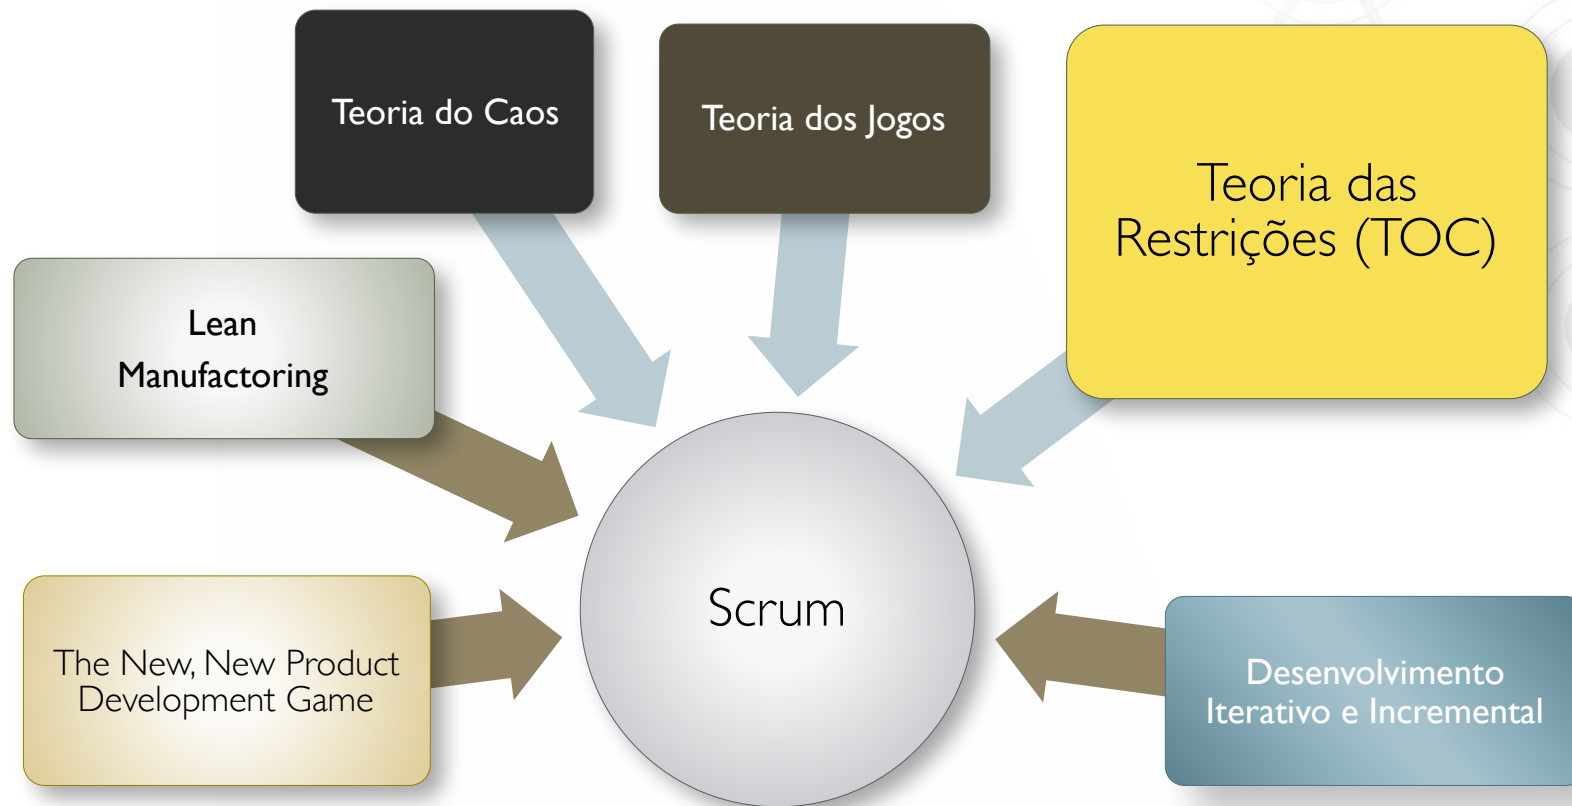 Teoria do Caos
Teoria dos Jogos
Teoria das
Restrições (TOC)
Lean
Manufactoring
Scrum
The New, New Product
Development Game
Desenvolvimento
Iterativo e Incremental